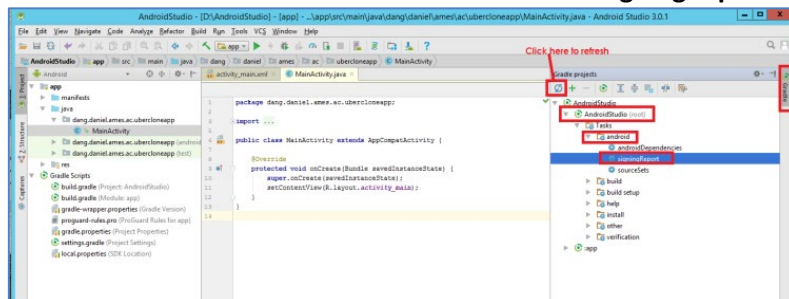 AndroidStudio - [D:\AndroidStudio] - [app] - ...\app\src\main\java\dang\daniel\ames\ac\ubercloneapp\MainActivity.java - Android Studio 3.0.1
File Edit View Navigate Code Analyze Refactor Build Run Tools VCS Window Help
app
Click here to refresh
AndroidStudio app src main java dang daniel ames ac ubercloneapp MainActivity
Android
activity_main.xml
MainActivity.java
Gradle projects
1: Project
Gradle
app
manifests
java
dang.daniel.ames.ac.ubercloneapp
MainActivity
dang.daniel.ames.ac.ubercloneapp (android
dang.daniel.ames.ac.ubercloneapp (test)
res
Gradle Scripts
build.gradle (Project: AndroidStudio)
build.gradle (Module: app)
gradle-wrapper.properties (Gradle Version)
proguard-rules.pro (ProGuard Rules for app)
gradle.properties (Project Properties)
settings.gradle (Project Settings)
local.properties (SDK Location)
Z: Structure
Captures
package dang.daniel.ames.ac.ubercloneapp;
import ...
public class MainActivity extends AppCompatActivity {
@Override
protected void onCreate(Bundle savedInstanceState) {
super.onCreate(savedInstanceState);
setContentView(R.layout.activity_main);
}
}
AndroidStudio
AndroidStudio (root)
Tasks
android
androidDependencies
signingReport
sourceSets
build
build setup
help
install
other
verification
:app